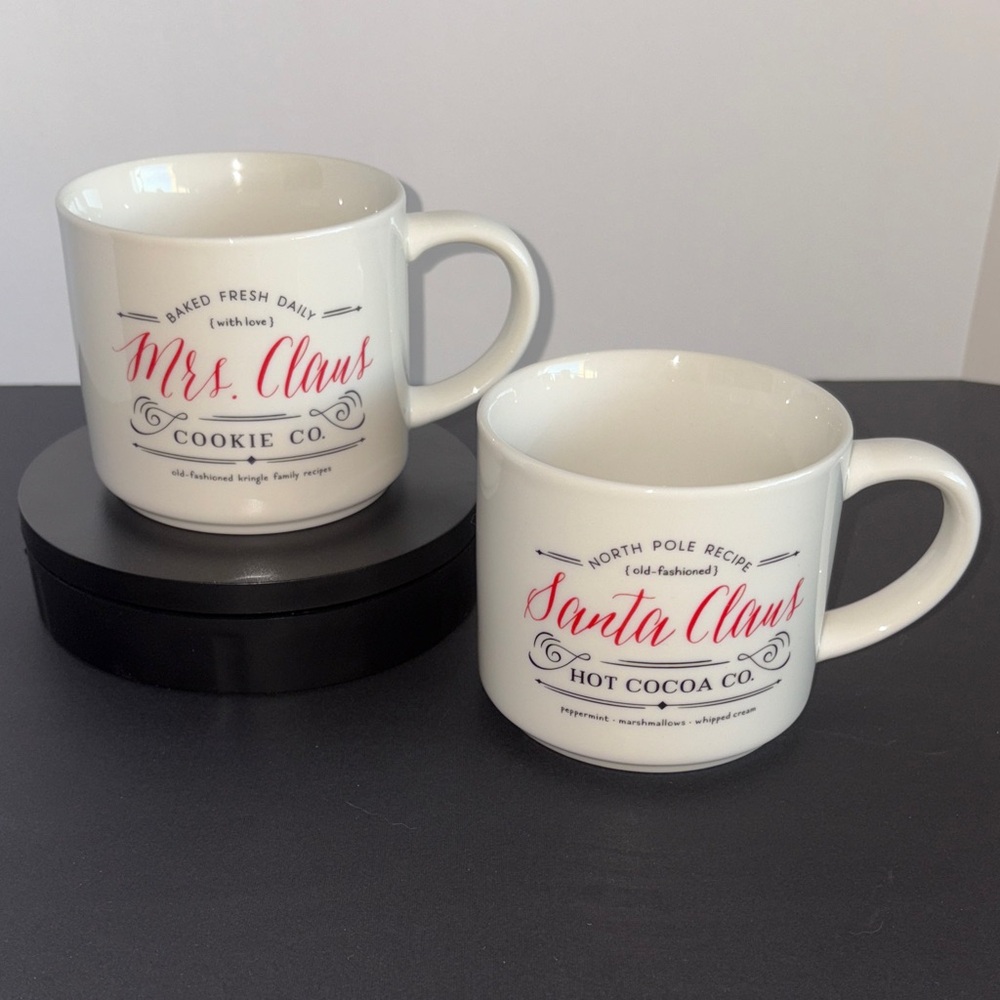 BAKED FRESH DAILY
{with love}
Mrs. Claus
COOKIE CO.
old-fashioned kringle family recipes
NORTH POLE RECIPE
{old-fashioned}
Santa Claus
HOT COCOA CO.
peppermint · marshmallows · whipped cream